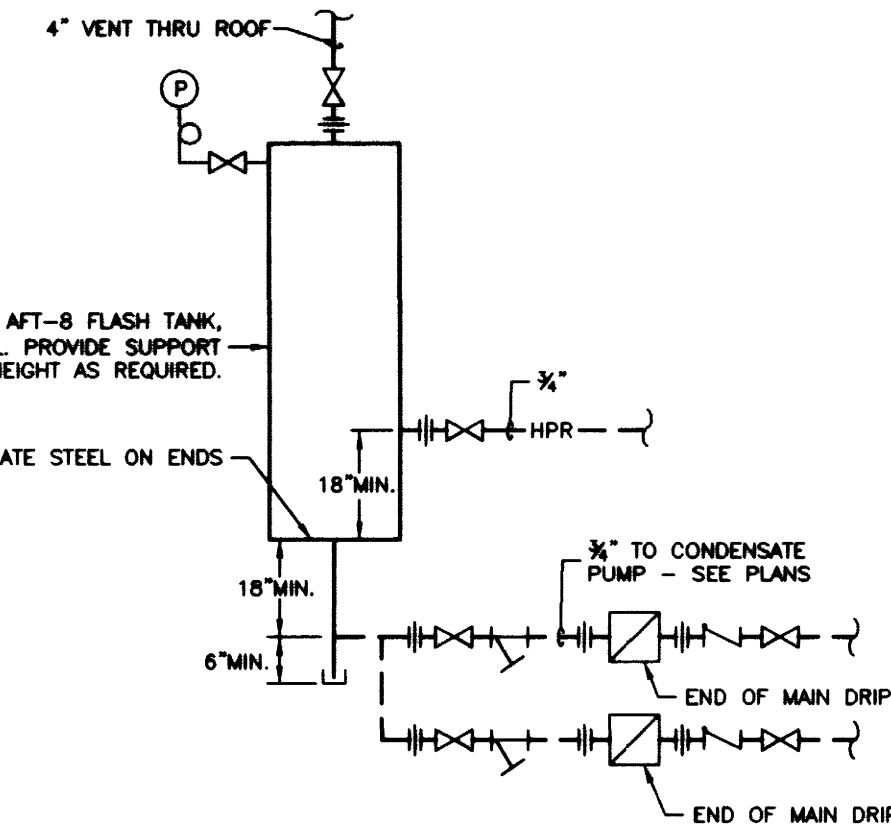 4" VENT THRU ROOF
P
AFT-8 FLASH TANK,
PROVIDE SUPPORT
HEIGHT AS REQUIRED.
3/4"
HPR
STEEL ON ENDS
18"MIN.
3/4" TO CONDENSATE
PUMP - SEE PLANS
18"MIN.
6"MIN.
END OF MAIN DRIP
END OF MAIN DRIP